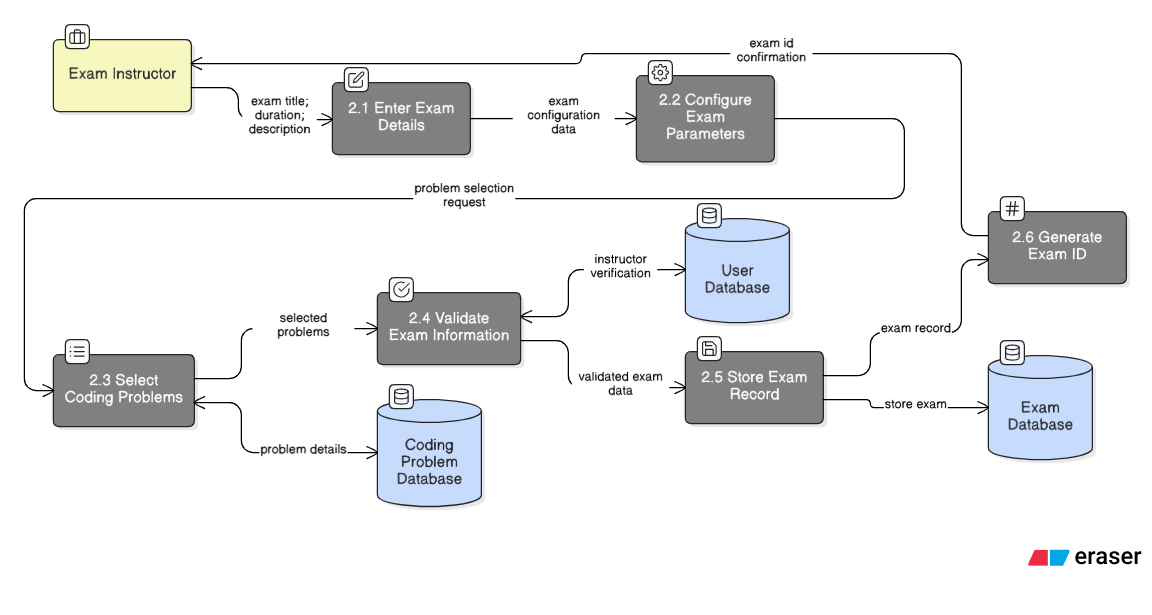 exam id
confirmation
Exam Instructor
exam title;
duration;
description
2.1 Enter Exam
Details
exam
configuration
data
2.2 Configure
Exam
Parameters
problem selection
request
2.6 Generate
Exam ID
instructor
verification
User
Database
selected
problems
2.4 Validate
Exam Information
exam record
2.3 Select
Coding Problems
validated exam
data
2.5 Store Exam
Record
store exam
Exam
Database
problem details
Coding
Problem
Database
eraser